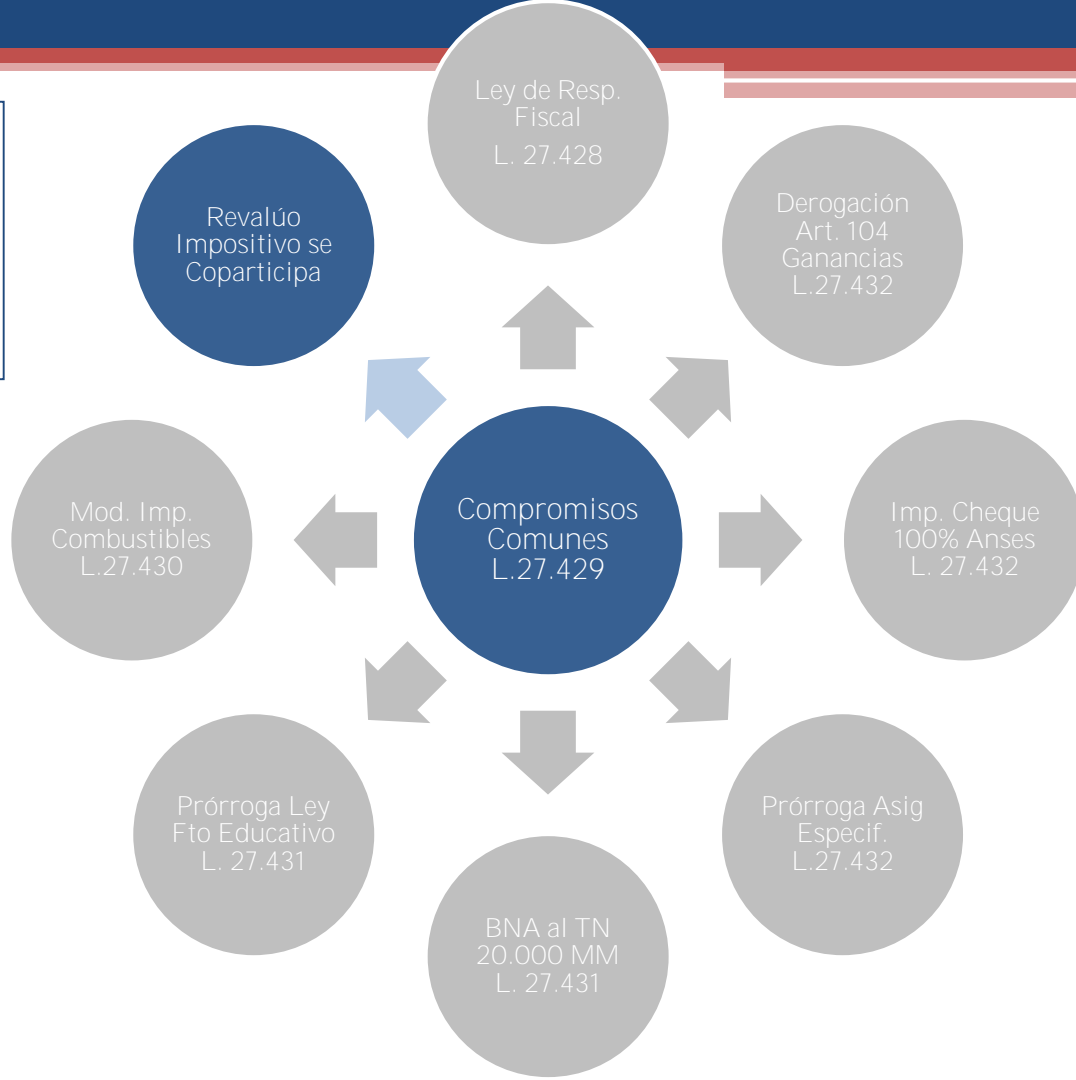 Ley de Resp.
Fiscal
L. 27.428
Derogación
Art. 104
Ganancias
L.27.432
Imp. Cheque
100% Anses
L. 27.432
Prórroga Asig
Especif.
L.27.432
BNA al TN
20.000 MM
L. 27.431
Prórroga Ley
Fto Educativo
L. 27.431
Mod. Imp.
Combustibles
L.27.430
Revalúo
Impositivo se
Coparticipa
Compromisos
Comunes
L.27.429